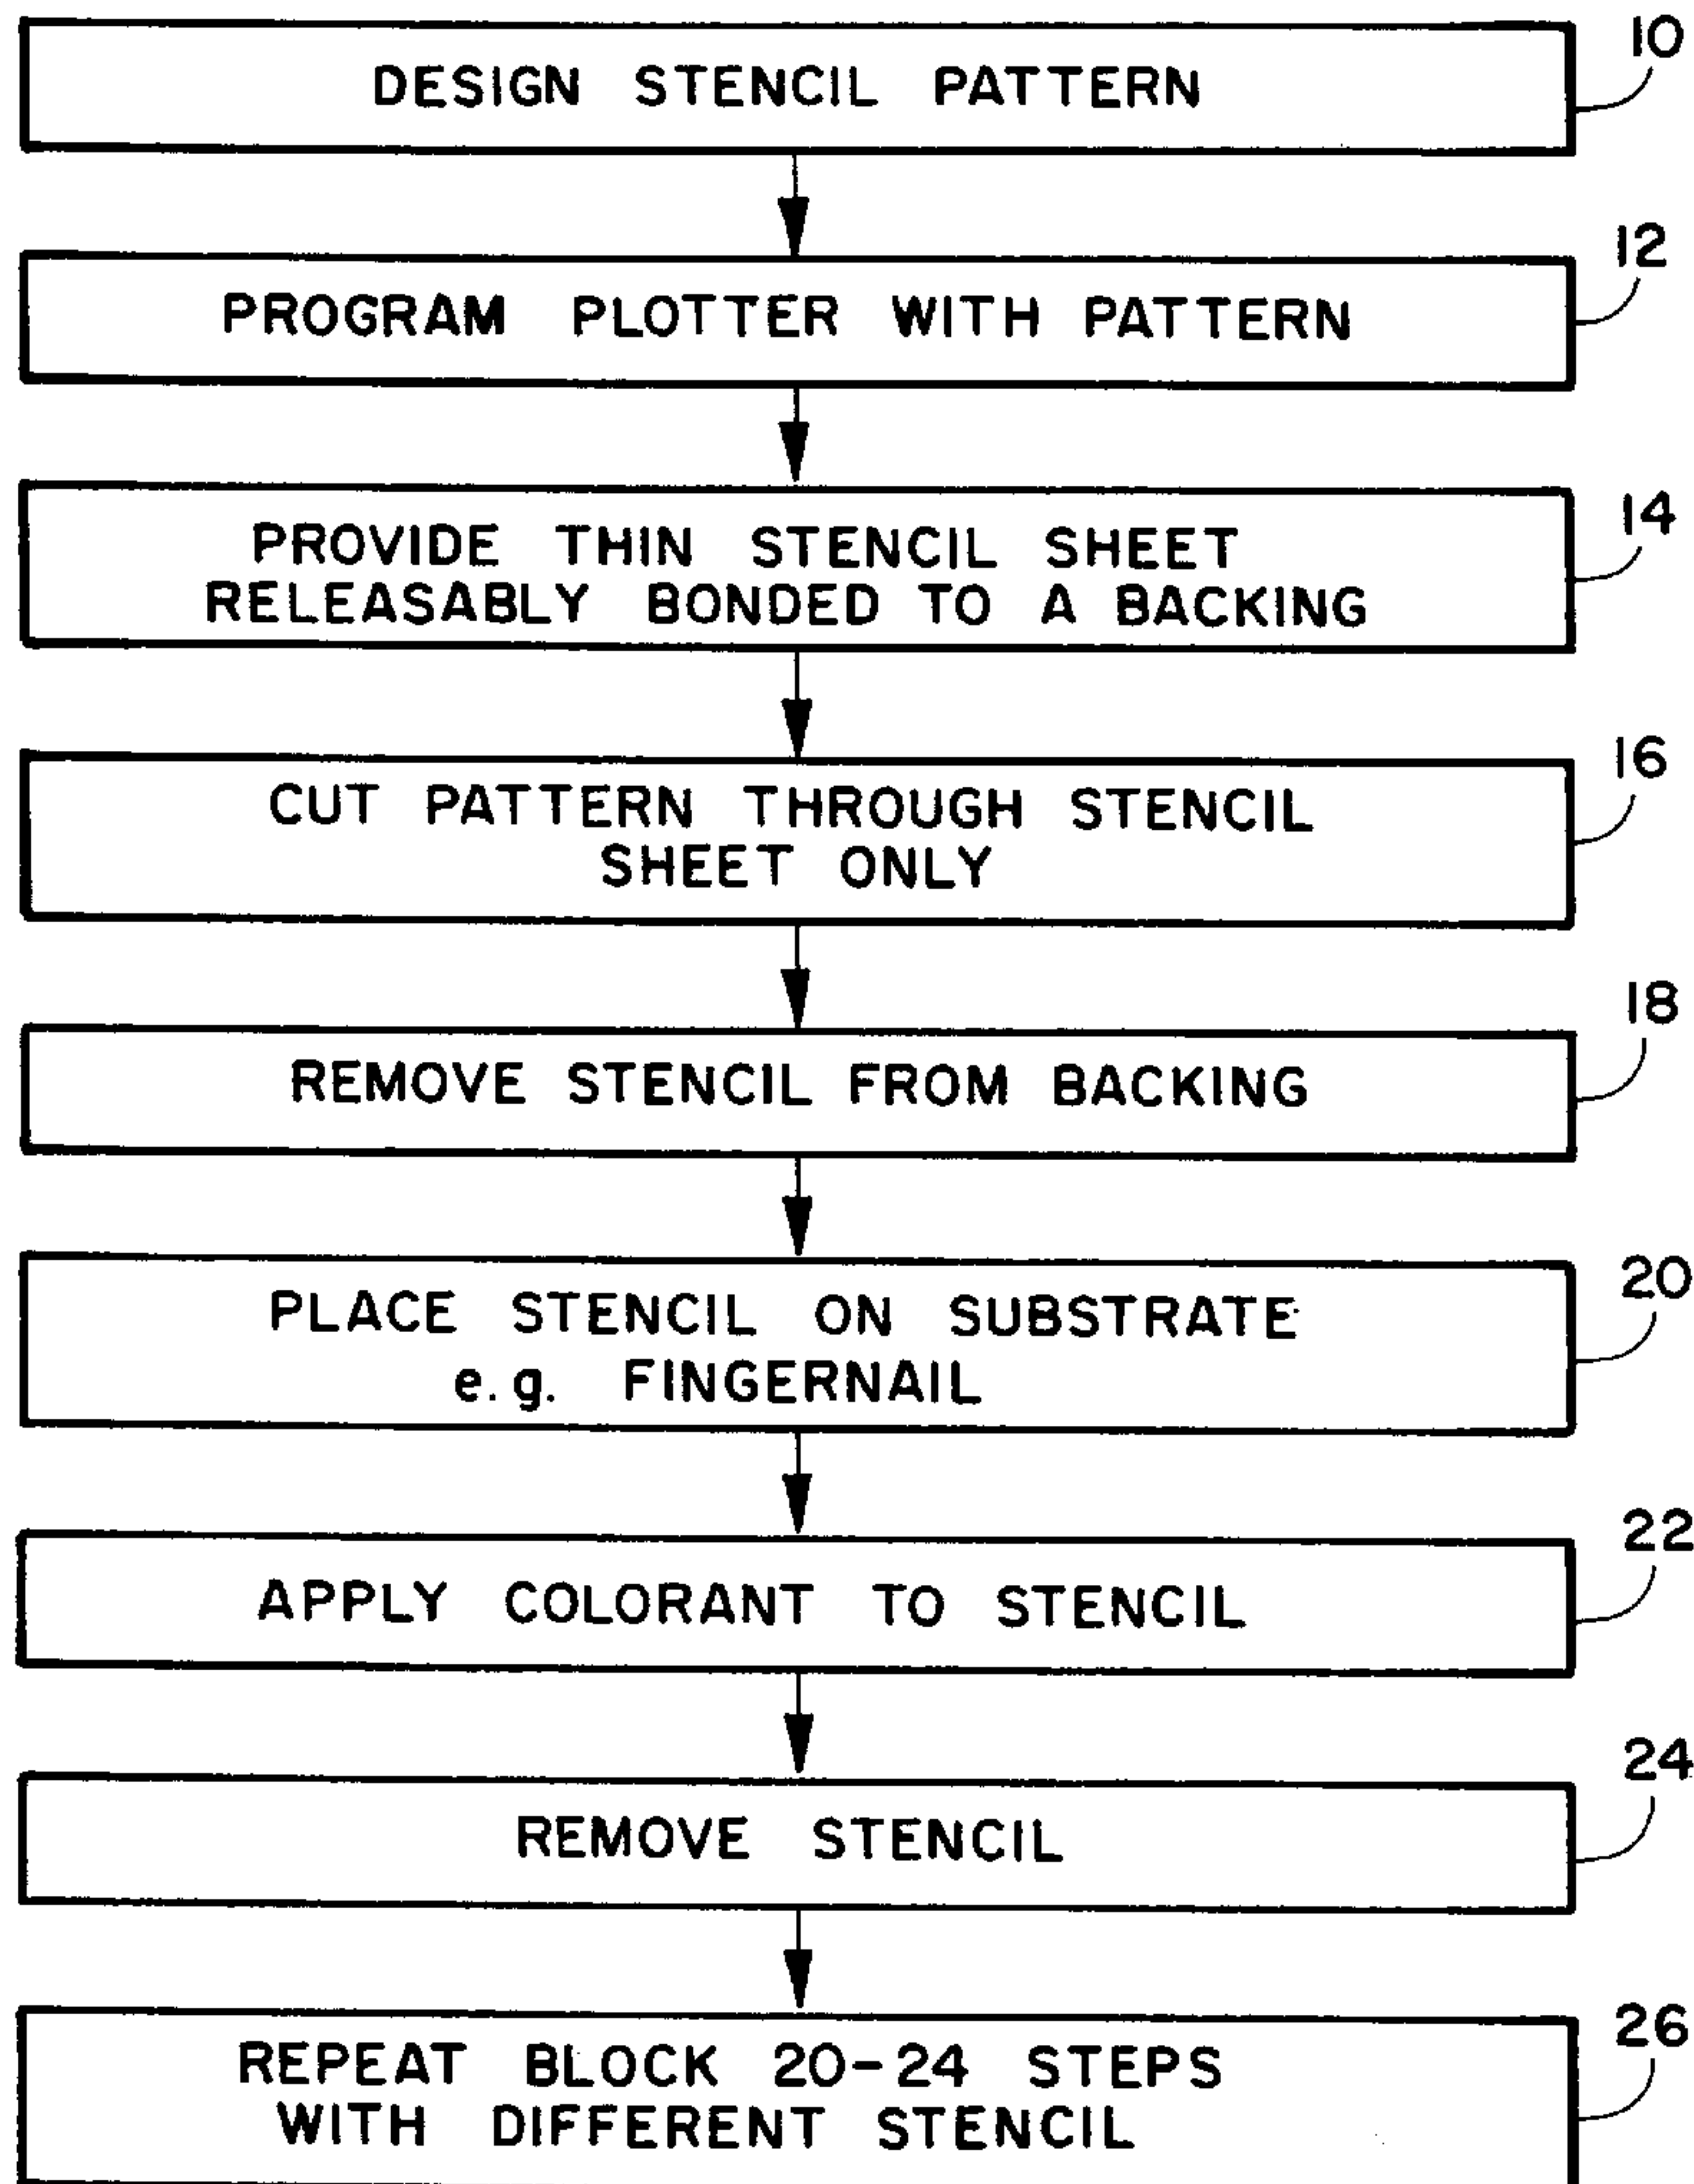 10
DESIGN STENCIL PATTERN
12
PROGRAM PLOTTER WITH PATTERN
14
PROVIDE THIN STENCIL SHEET
RELEASABLY BONDED TO A BACKING
16
CUT PATTERN THROUGH STENCIL
SHEET ONLY
18
REMOVE STENCIL FROM BACKING
20
PLACE STENCIL ON SUBSTRATE
e.g. FINGERNAIL
22
APPLY COLORANT TO STENCIL
24
REMOVE STENCIL
26
REPEAT BLOCK 20-24 STEPS
WITH DIFFERENT STENCIL